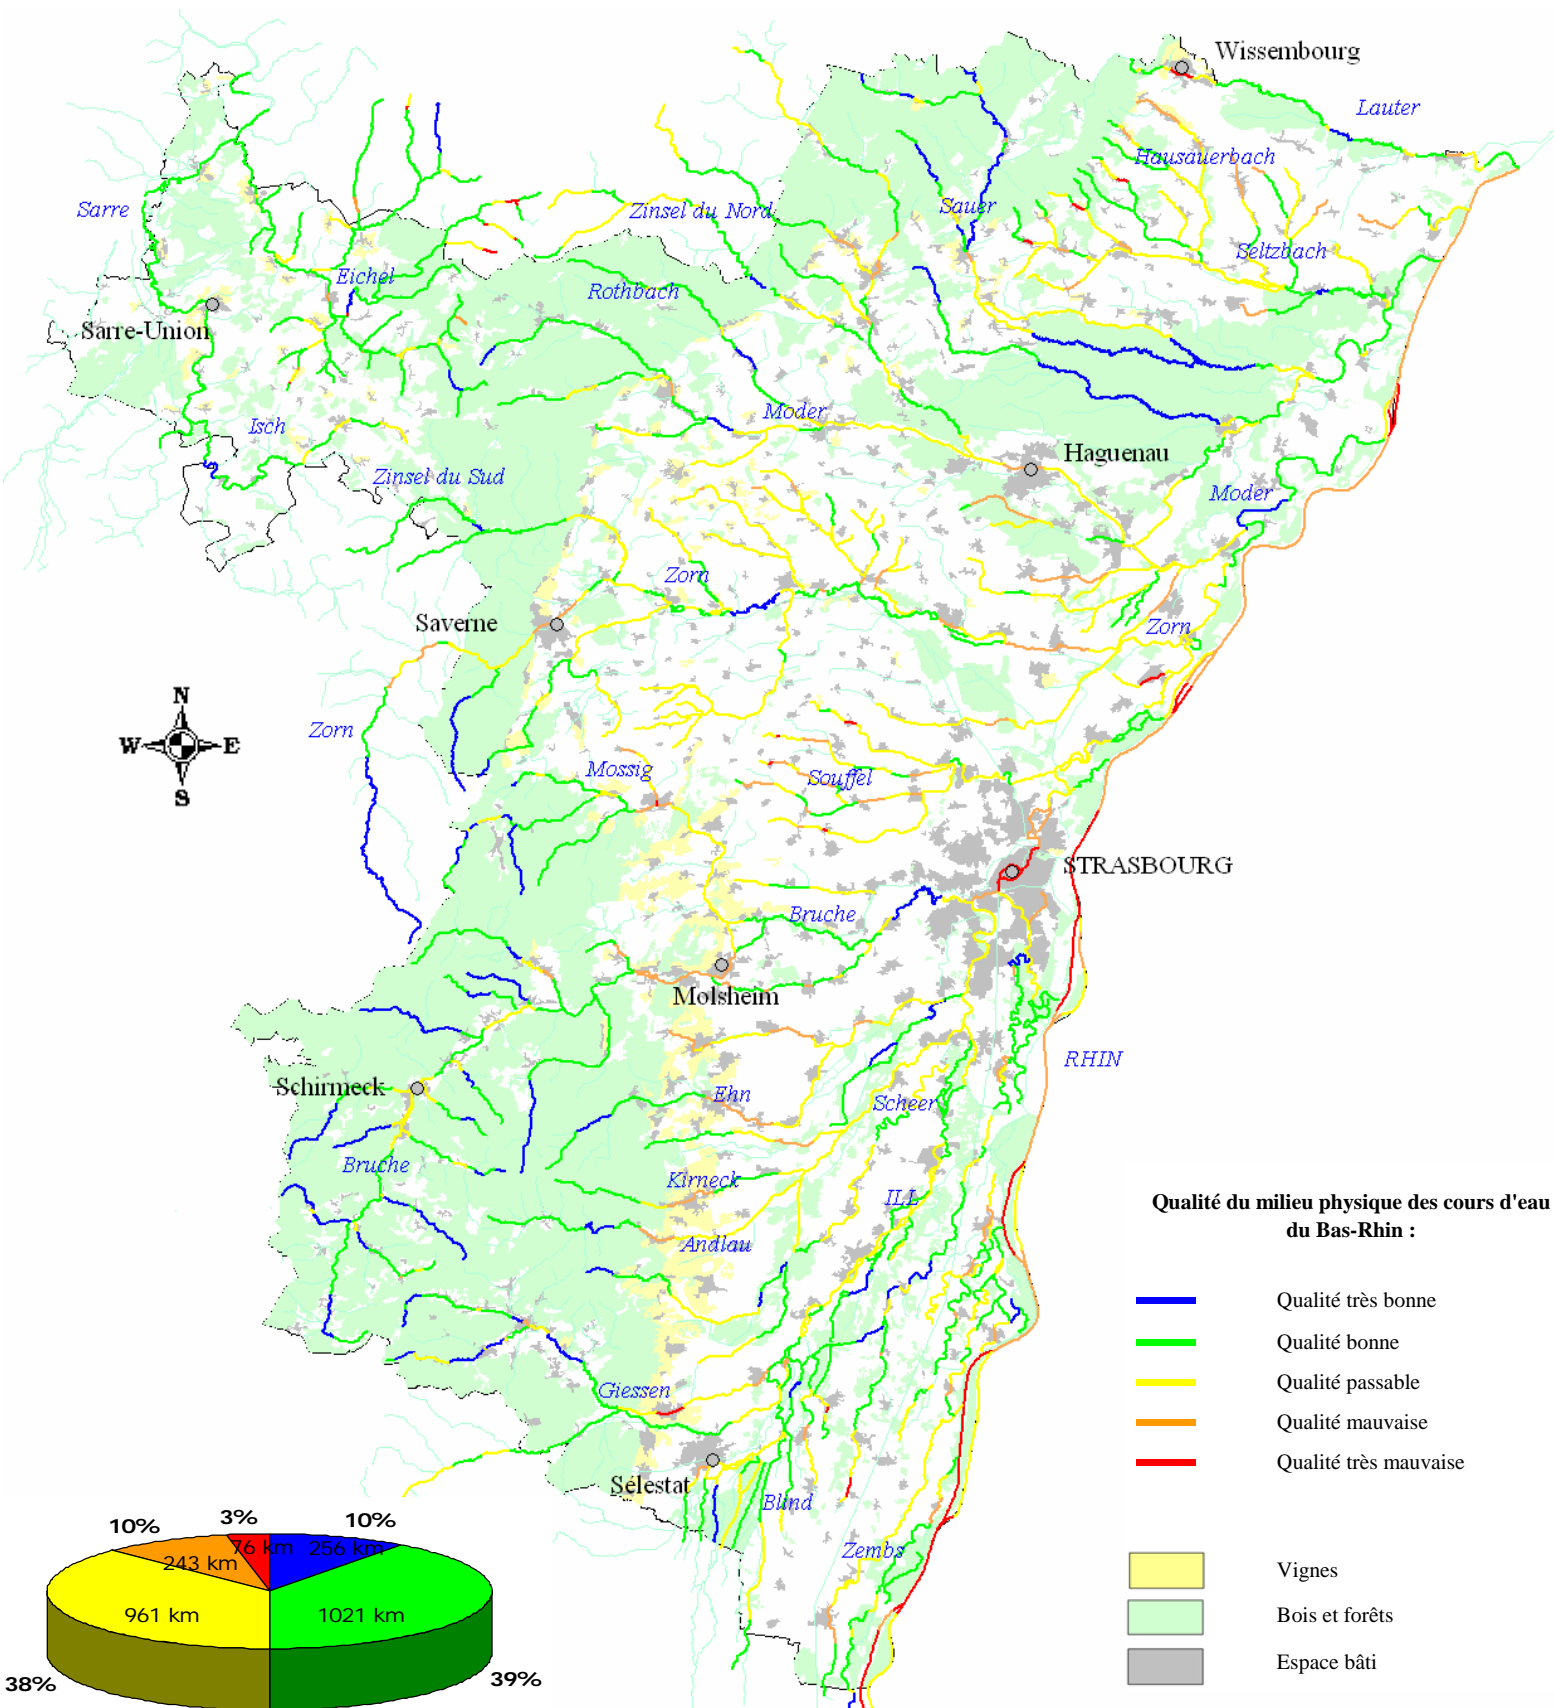 Wissembourg
Lauter
Hausauerbach
Sarre
Zinsel du Nord
Sauer
Seltzbach
Eichel
Rothbach
Sarre-Union
Moder
Isch
Haguenau
Zinsel du Sud
Moder
Zorn
Saverne
Zorn
N
W
E
S
Zorn
Mossig
Souffel
STRASBOURG
Bruche
Molsheim
RHIN
Schirmeck
Ehn
Scheer
Bruche
Kirneck
ILL
Andlau
Giessen
Sélestat
Blind
Zembs
Qualité du milieu physique des cours d'eau
du Bas-Rhin :
Qualité très bonne
Qualité bonne
Qualité passable
Qualité mauvaise
Qualité très mauvaise
Vignes
Bois et forêts
Espace bâti
3%
10%
10%
76 km
256 km
243 km
961 km
1021 km
38%
39%